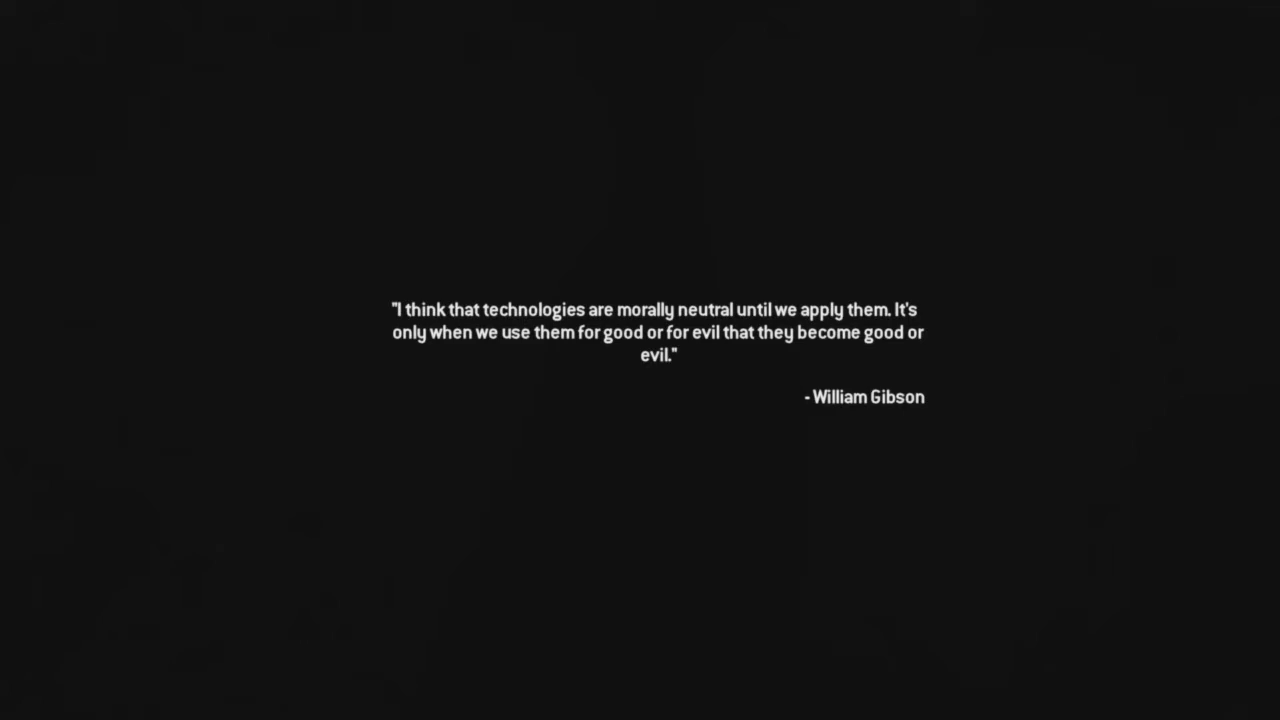 "I think that technologies are morally neutral until we apply them. It's
only when we use them for good or for evil that they become good or
evil."
- William Gibson